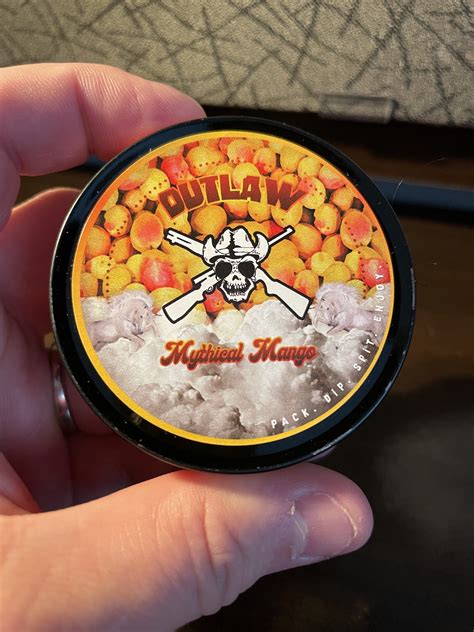 OUTLAW
Mythical Mango
PACK. DIP. SPIT. ENJOY.